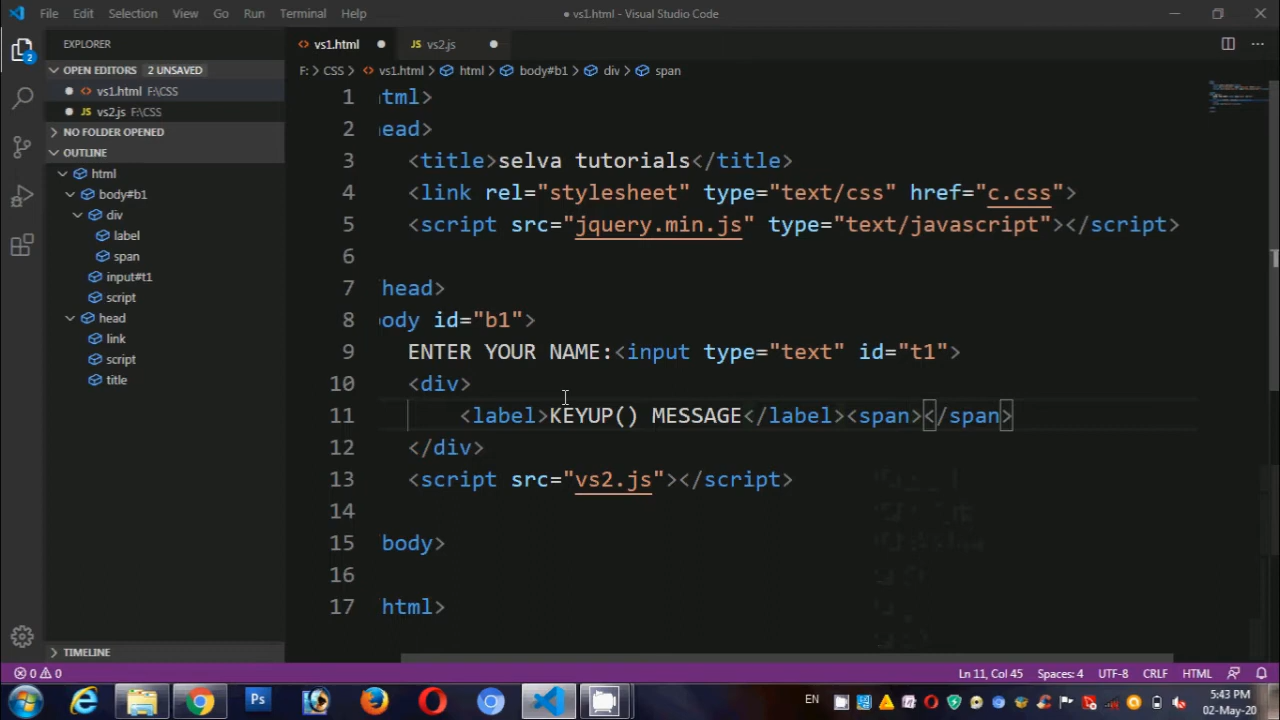 File Edit Selection View Go Run Terminal Help
● vs1.html - Visual Studio Code
EXPLORER
vs1.html ●
JS vs2.js ●
OPEN EDITORS 2 UNSAVED
● vs1.html F:\CSS
● vs2.js F:\CSS
NO FOLDER OPENED
OUTLINE
html
body#b1
div
label
span
input#t1
script
head
link
script
title
TIMELINE
2
F: > CSS > vs1.html > html > body#b1 > div > span
1 tml>
2 ead>
3 <title>selva tutorials</title>
4 <link rel="stylesheet" type="text/css" href="c.css">
5 <script src="jquery.min.js" type="text/javascript"></script>
6
7 head>
8 ody id="b1">
9 ENTER YOUR NAME:<input type="text" id="t1">
10 <div>
11 <label>KEYUP() MESSAGE</label><span></span>
12 </div>
13 <script src="vs2.js"></script>
14
15 body>
16
17 html>
0 0
Ln 11, Col 45 Spaces: 4 UTF-8 CRLF HTML
Ps
EN
5:43 PM
02-May-20